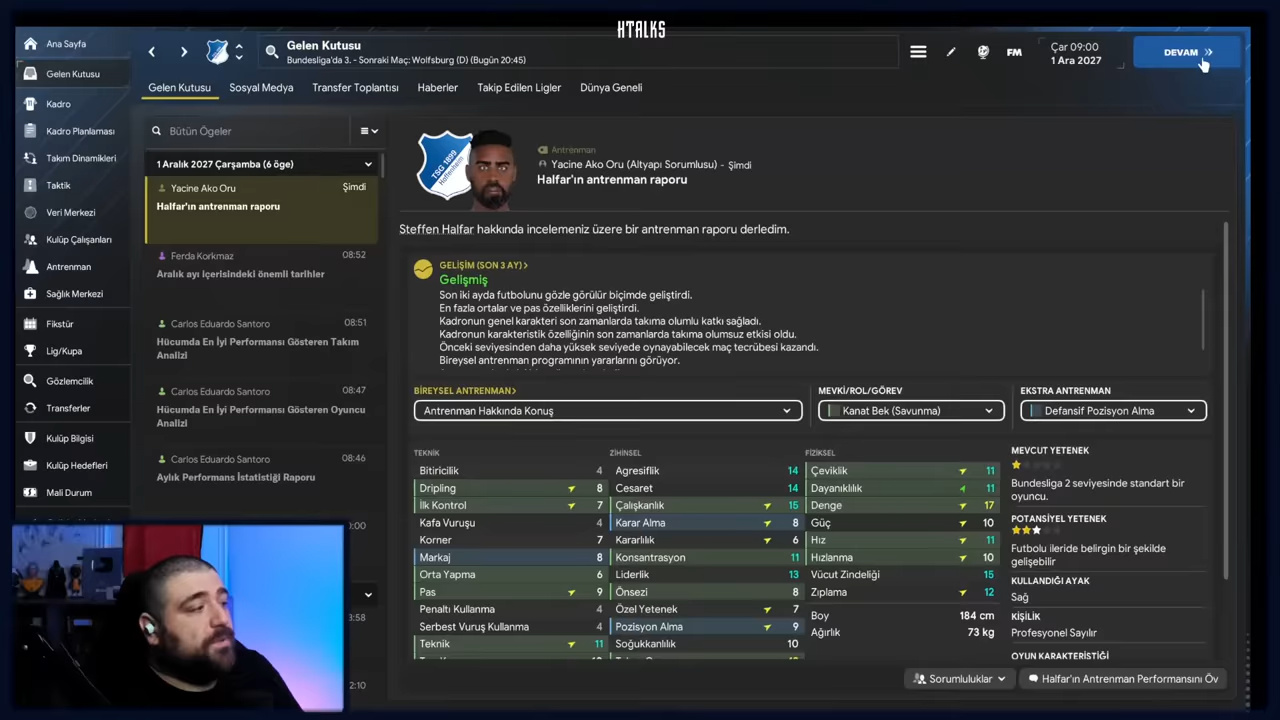 HTALKS
Ana Sayfa
Gelen Kutusu
Kadro
Kadro Planlaması
Takım Dinamikleri
Taktik
Veri Merkezi
Kulüp Çalışanları
Antrenman
Sağlık Merkezi
Fikstür
Lig/Kupa
Gözlemcilik
Transferler
Kulüp Bilgisi
Kulüp Hedefleri
Mali Durum
Gelen Kutusu
Bundesliga'da 3. - Sonraki Maç: Wolfsburg (D) (Bugün 20:45)
FM
Çar 09:00
1 Ara 2027
DEVAM
Gelen Kutusu Sosyal Medya Transfer Toplantısı Haberler Takip Edilen Ligler Dünya Geneli
Bütün Ögeler
1 Aralık 2027 Çarşamba (6 öge)
Yacine Ako Oru Şimdi
Halfar'ın antrenman raporu
Ferda Korkmaz 08:52
Aralık ayı içerisindeki önemli tarihler
Carlos Eduardo Santoro 08:51
Hücumda En İyi Performansı Gösteren Takım
Analizi
Carlos Eduardo Santoro 08:47
Hücumda En İyi Performansı Gösteren Oyuncu
Analizi
Carlos Eduardo Santoro 08:46
Aylık Performans İstatistiği Raporu
TSG 1899
Antrenman
Yacine Ako Oru (Altyapı Sorumlusu) - Şimdi
Halfar'ın antrenman raporu
Steffen Halfar hakkında incelemeniz üzere bir antrenman raporu derledim.
GELİŞİM (SON 3 AY)
Gelişmiş
Son iki ayda futbolunu gözle görülür biçimde geliştirdi.
En fazla ortalar ve pas özelliklerini geliştirdi.
Kadronun genel karakteri son zamanlarda takıma olumlu katkı sağladı.
Kadronun karakteristik özelliğinin son zamanlarda takıma olumsuz etkisi oldu.
Önceki seviyesinden daha yüksek seviyede oynayabilecek maç tecrübesi kazandı.
Bireysel antrenman programının yararlarını görüyor.
BİREYSEL ANTRENMAN
Antrenman Hakkında Konuş
MEVKİ/ROL/GÖREV
Kanat Bek (Savunma)
EKSTRA ANTRENMAN
Defansif Pozisyon Alma
TEKNİK
Bitiricilik 4
Dripling 8
İlk Kontrol 7
Kafa Vuruşu 4
Korner 7
Markaj 8
Orta Yapma 6
Pas 9
Penaltı Kullanma 4
Serbest Vuruş Kullanma 4
Teknik 11
ZİHİNSEL
Agresiflik 14
Cesaret 14
Çalışkanlık 15
Karar Alma 8
Kararlılık 6
Konsantrasyon 11
Liderlik 13
Önsezi 8
Özel Yetenek 7
Pozisyon Alma 9
Soğukkanlılık 10
FİZİKSEL
Çeviklik 11
Dayanıklılık 11
Denge 17
Güç 10
Hız 11
Hızlanma 10
Vücut Zindeliği 15
Zıplama 12
Boy 184 cm
Ağırlık 73 kg
MEVCUT YETENEK
Bundesliga 2 seviyesinde standart bir
oyuncu.
POTANSİYEL YETENEK
Futbolu ileride belirgin bir şekilde
gelişebilir
KULLANDIĞI AYAK
Sağ
KİŞİLİK
Profesyonel Sayılır
OYUN KARAKTERİSTİĞİ
Sorumluluklar
Halfar'ın Antrenman Performansını Öv